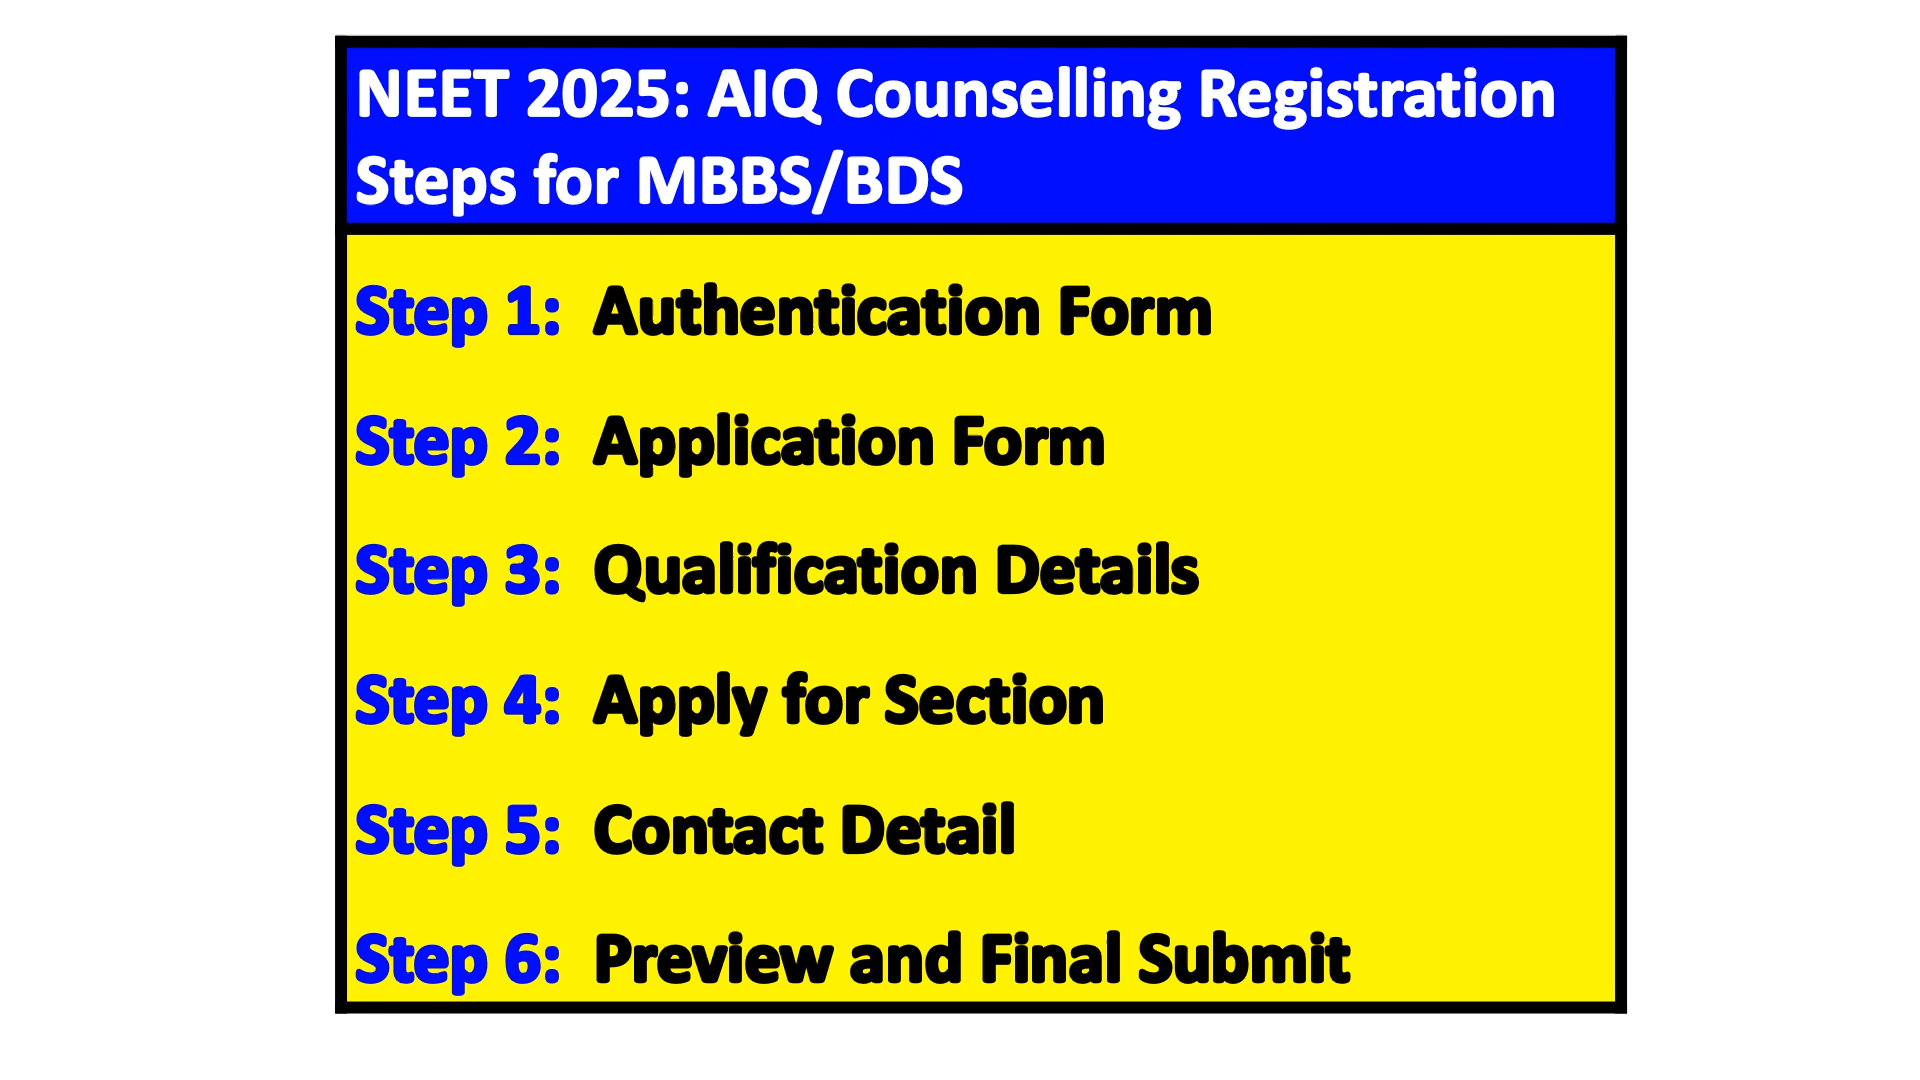 NEET 2025: AIQ Counselling Registration
Steps for MBBS/BDS
Step 1: Authentication Form
Step 2: Application Form
Step 3: Qualification Details
Step 4: Apply for Section
Step 5: Contact Detail
Step 6: Preview and Final Submit